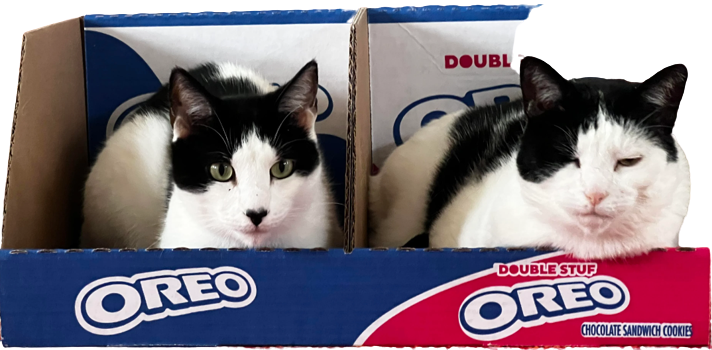 DOUBL
OREO
DOUBLE STUF
OREO
CHOCOLATE SANDWICH COOKIES